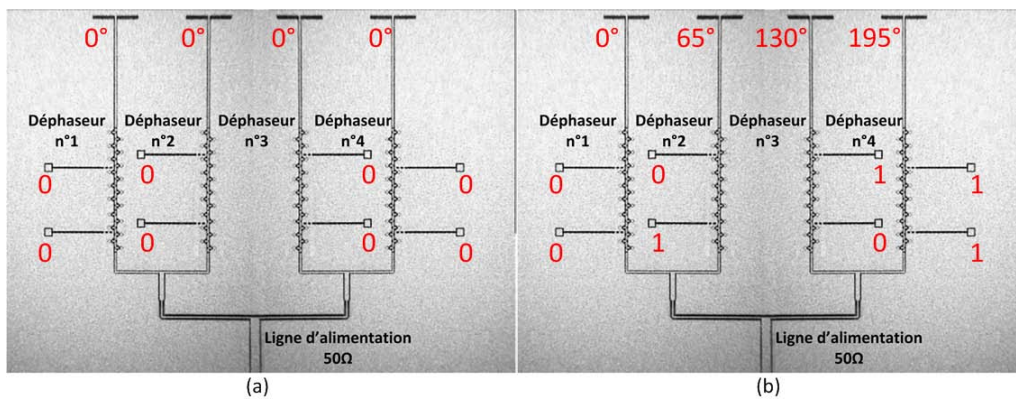 0° 0° 0° 0°
Déphaseur Déphaseur Déphaseur Déphaseur
n°1 n°2 n°3 n°4
0 0
0 0
0 0
0 0
Ligne d'alimentation
50Ω
(a)
0° 65° 130° 195°
Déphaseur Déphaseur Déphaseur Déphaseur
n°1 n°2 n°3 n°4
0 1
0 1
1 0
0 1
Ligne d'alimentation
50Ω
(b)